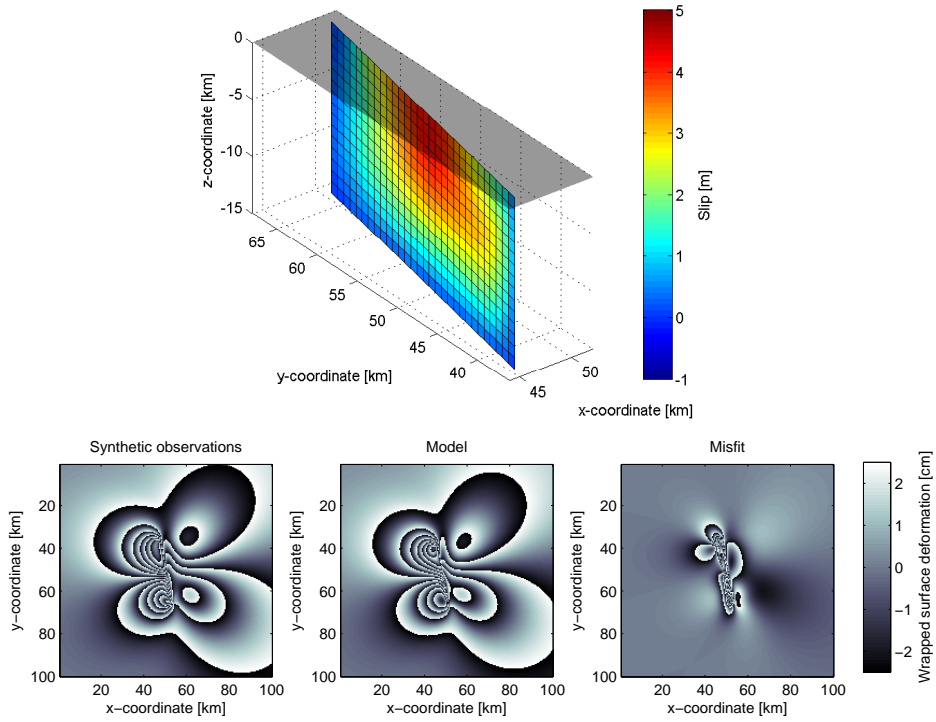 0
-5
-10
-15
z-coordinate [km]
65
60
55
50
45
40
y-coordinate [km]
45
50
x-coordinate [km]
5
4
3
2
1
0
-1
Slip [m]
Synthetic observations
20
40
60
80
100
y−coordinate [km]
20 40 60 80 100
x−coordinate [km]
Model
20
40
60
80
100
y−coordinate [km]
20 40 60 80 100
x−coordinate [km]
Misfit
20
40
60
80
100
y−coordinate [km]
20 40 60 80 100
x−coordinate [km]
2
1
0
−1
−2
Wrapped surface deformation [cm]